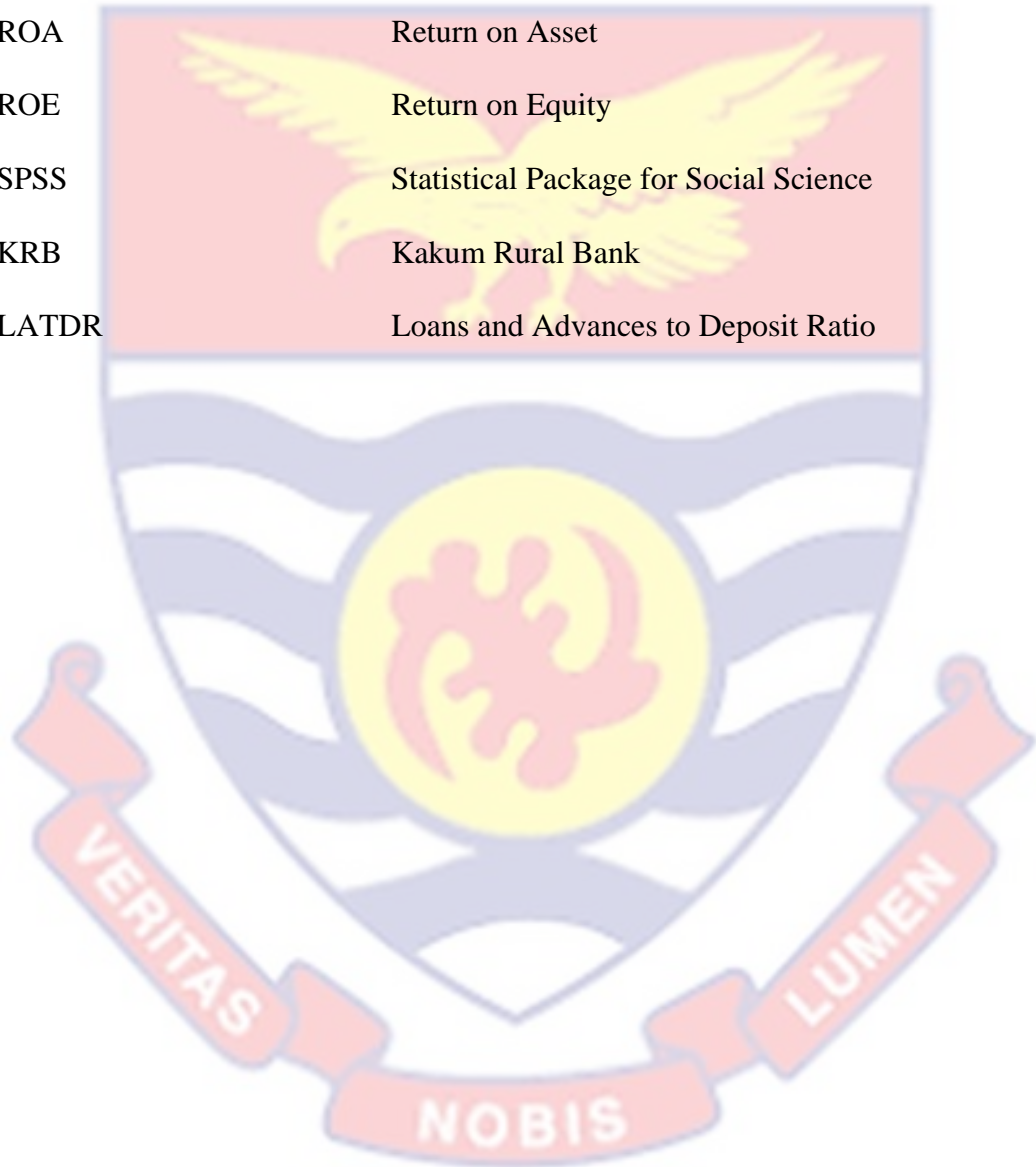 ROA Return on Asset
ROE Return on Equity
SPSS Statistical Package for Social Science
KRB Kakum Rural Bank
LATDR Loans and Advances to Deposit Ratio
VERITAS NOBIS LUMEN